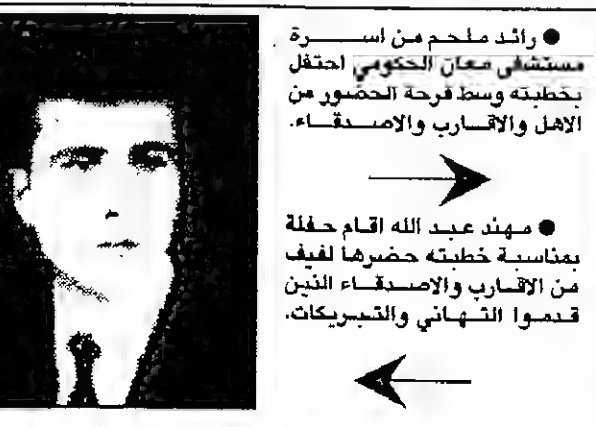 ● رائد ملحم من اسرة
مستشفى معان الحكومي احتفل
بخطبته وسط فرحة الحضور من
الاهل والاقارب والاصدقاء.
● مهند عبد الله اقام حفلة
بمناسبة خطبته حضرها لفيف
من الاقارب والاصدقاء الذين
قدموا التهاني والتبريكات.